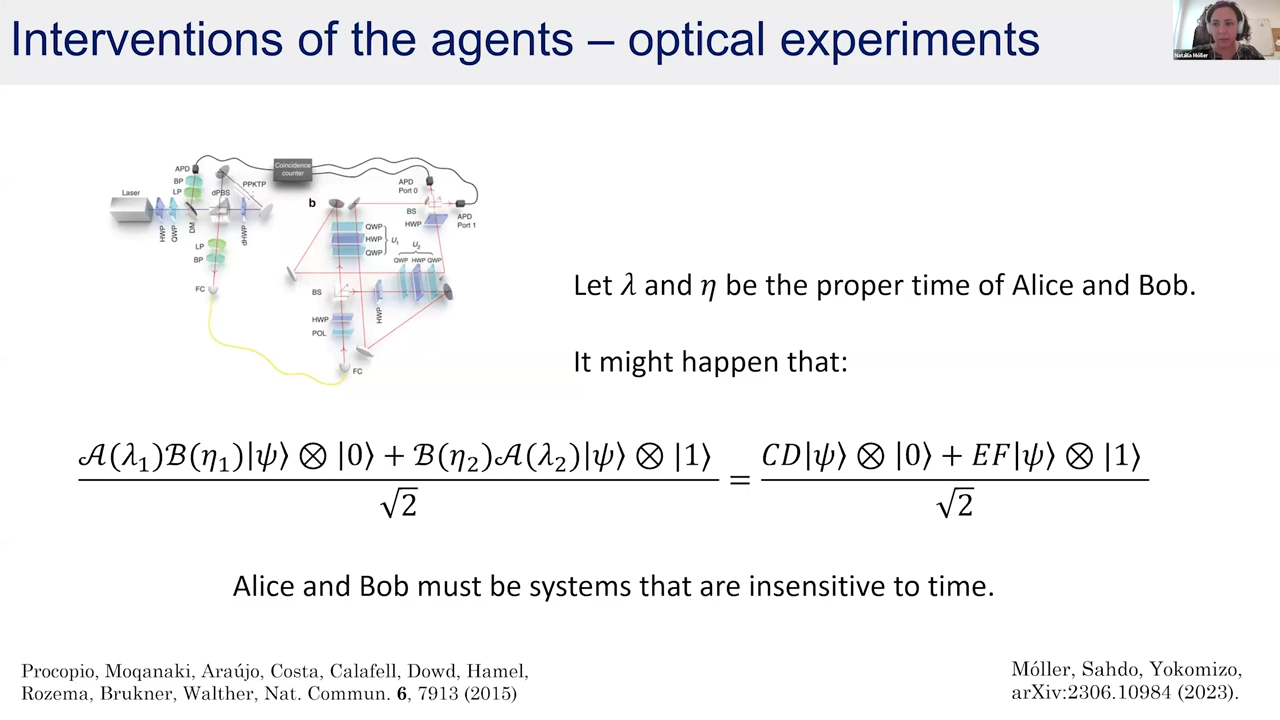 Interventions of the agents – optical experiments
Natália Móller
Coincidence
counter
APD
BP
LP
dPBS
PPKTP
Laser
HWP
QWP
DM
dHWP
LP
BP
FC
b
APD
Port 0
BS
HWP
APD
Port 1
QWP
HWP
QWP
U1
U2
QWP HWP QWP
BS
HWP
HWP
POL
FC
Let λ and η be the proper time of Alice and Bob.
It might happen that:
𝒜(λ₁)ℬ(η₁)|ψ⟩ ⊗ |0⟩ + ℬ(η₂)𝒜(λ₂)|ψ⟩ ⊗ |1⟩ / √2 = CD|ψ⟩ ⊗ |0⟩ + EF|ψ⟩ ⊗ |1⟩ / √2
Alice and Bob must be systems that are insensitive to time.
Procopio, Moqanaki, Araújo, Costa, Calafell, Dowd, Hamel,
Rozema, Brukner, Walther, Nat. Commun. 6, 7913 (2015)
Móller, Sahdo, Yokomizo,
arXiv:2306.10984 (2023).